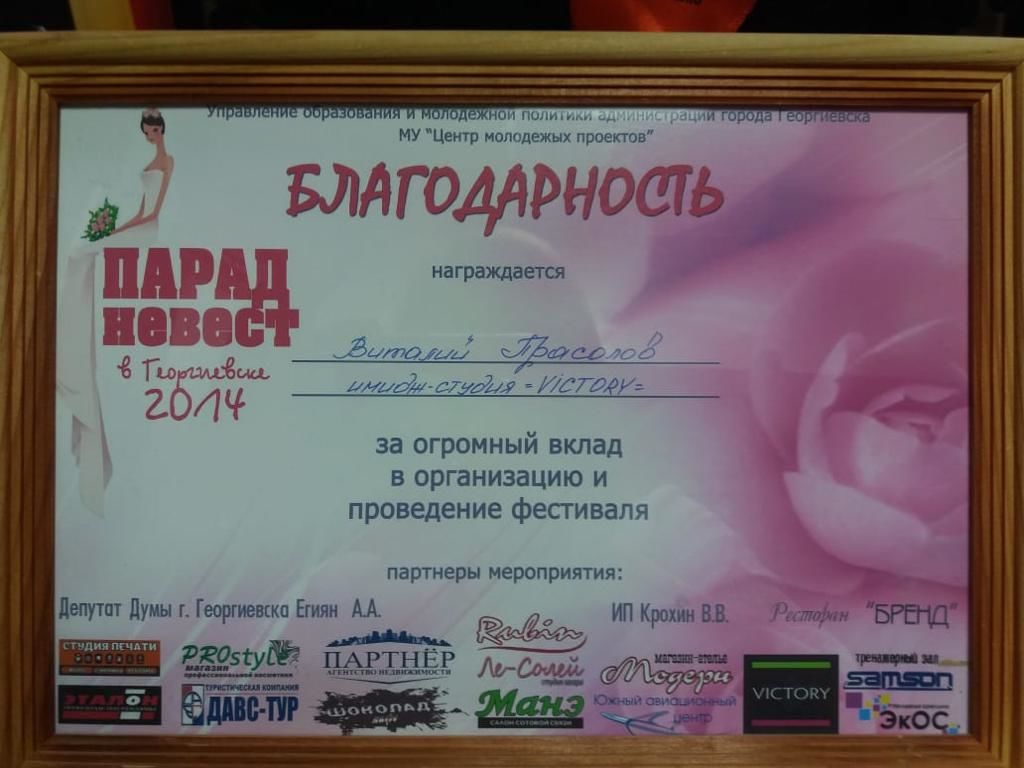 Управление образования и молодежной политики администрации города Георгиевска
МУ "Центр молодежых проектов"
БЛАГОДАРНОСТЬ
ПАРАД
невест
в Георгиевске
2014
награждается
Виталий Прасолов
имидж-студия =VICTORY=
за огромный вклад
в организацию и
проведение фестиваля
партнеры мероприятия:
Депутат Думы г. Георгиевска Егиян А.А.
ИП Крохин В.В.
Ресторан "БРЕНД"
СТУДИЯ ПЕЧАТИ
ЭТАЛОН
PROstyle
магазин
профессиональной косметики
ТУРИСТИЧЕСКАЯ КОМПАНИЯ
ДАВС-ТУР
ПАРТНЁР
АГЕНТСТВО НЕДВИЖИМОСТИ
ШОКОЛАД
Rubin
Ле-Солей
студия загара
Манэ
САЛОН СОТОВОЙ СВЯЗИ
магазин-ателье
Модерн
Южный авиационный
центр
VICTORY
тренажерный зал
SAMSON
ЭкОС